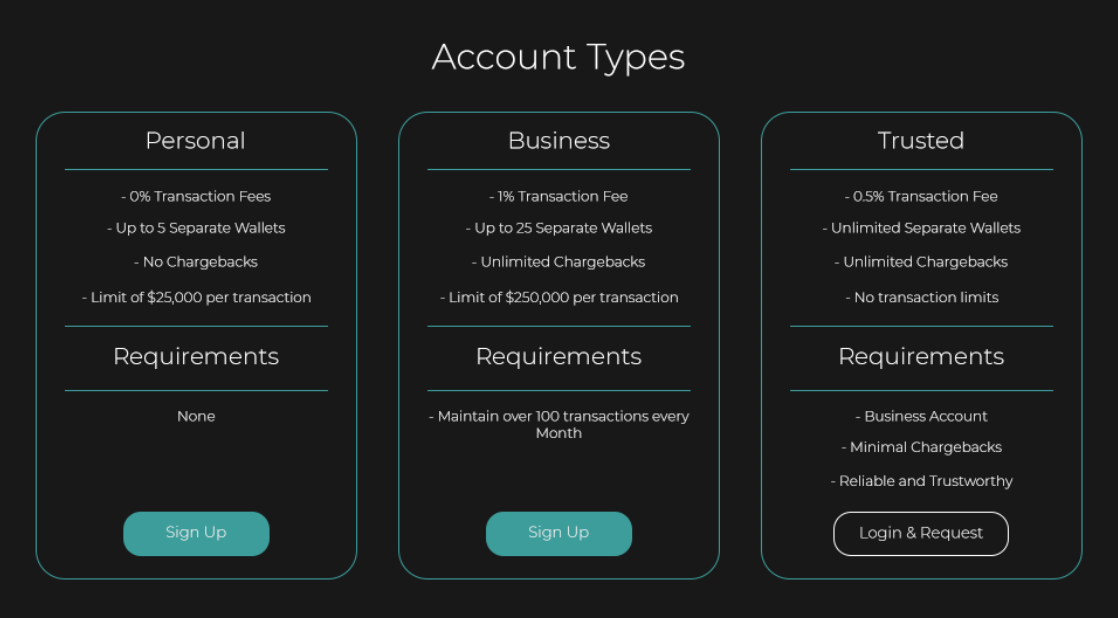 Account Types
Personal
- 0% Transaction Fees
- Up to 5 Separate Wallets
- No Chargebacks
- Limit of $25,000 per transaction
Requirements
None
Sign Up
Business
- 1% Transaction Fee
- Up to 25 Separate Wallets
- Unlimited Chargebacks
- Limit of $250,000 per transaction
Requirements
- Maintain over 100 transactions every
Month
Sign Up
Trusted
- 0.5% Transaction Fee
- Unlimited Separate Wallets
- Unlimited Chargebacks
- No transaction limits
Requirements
- Business Account
- Minimal Chargebacks
- Reliable and Trustworthy
Login & Request